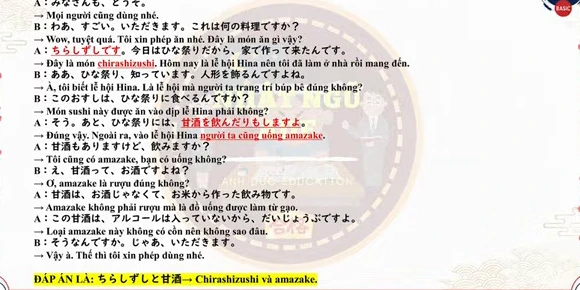 A：みなさんも、どうぞ。
→ Mọi người cũng dùng nhé.
B：わあ、すごい。いただきます。これは何の料理ですか？
→ Wow, tuyệt quá. Tôi xin phép ăn nhé. Đây là món ăn gì vậy?
A：ちらしずしです。今日はひな祭りだから、家で作って来たんです。
→ Đây là món chirashizushi. Hôm nay là lễ hội Hina nên tôi đã làm ở nhà rồi mang đến.
B：ああ、ひな祭り、知っています。人形を飾るんですよね。
→ À, tôi biết lễ hội Hina. Là lễ hội mà người ta trang trí búp bê đúng không?
B：このおすしは、ひな祭りに食べるんですか？
→ Món sushi này được ăn vào dịp lễ Hina phải không?
A：そう。あと、ひな祭りには、甘酒を飲んだりもしますよ。
→ Đúng vậy. Ngoài ra, vào lễ hội Hina người ta cũng uống amazake.
A：甘酒もありますけど、飲みますか？
→ Tôi cũng có amazake, bạn có uống không?
B：え、甘酒って、お酒ですよね？
→ Ơ, amazake là rượu đúng không?
A：甘酒は、お酒じゃなくて、お米から作った飲み物です。
→ Amazake không phải rượu mà là đồ uống được làm từ gạo.
A：この甘酒は、アルコールは入っていないから、だいじょうぶですよ。
→ Loại amazake này không có cồn nên không sao đâu.
B：そうなんですか。じゃあ、いただきます。
→ Vậy à. Thế thì tôi xin phép dùng nhé.
ĐÁP ÁN LÀ: ちらしずしと甘酒→ Chirashizushi và amazake.
BASIC